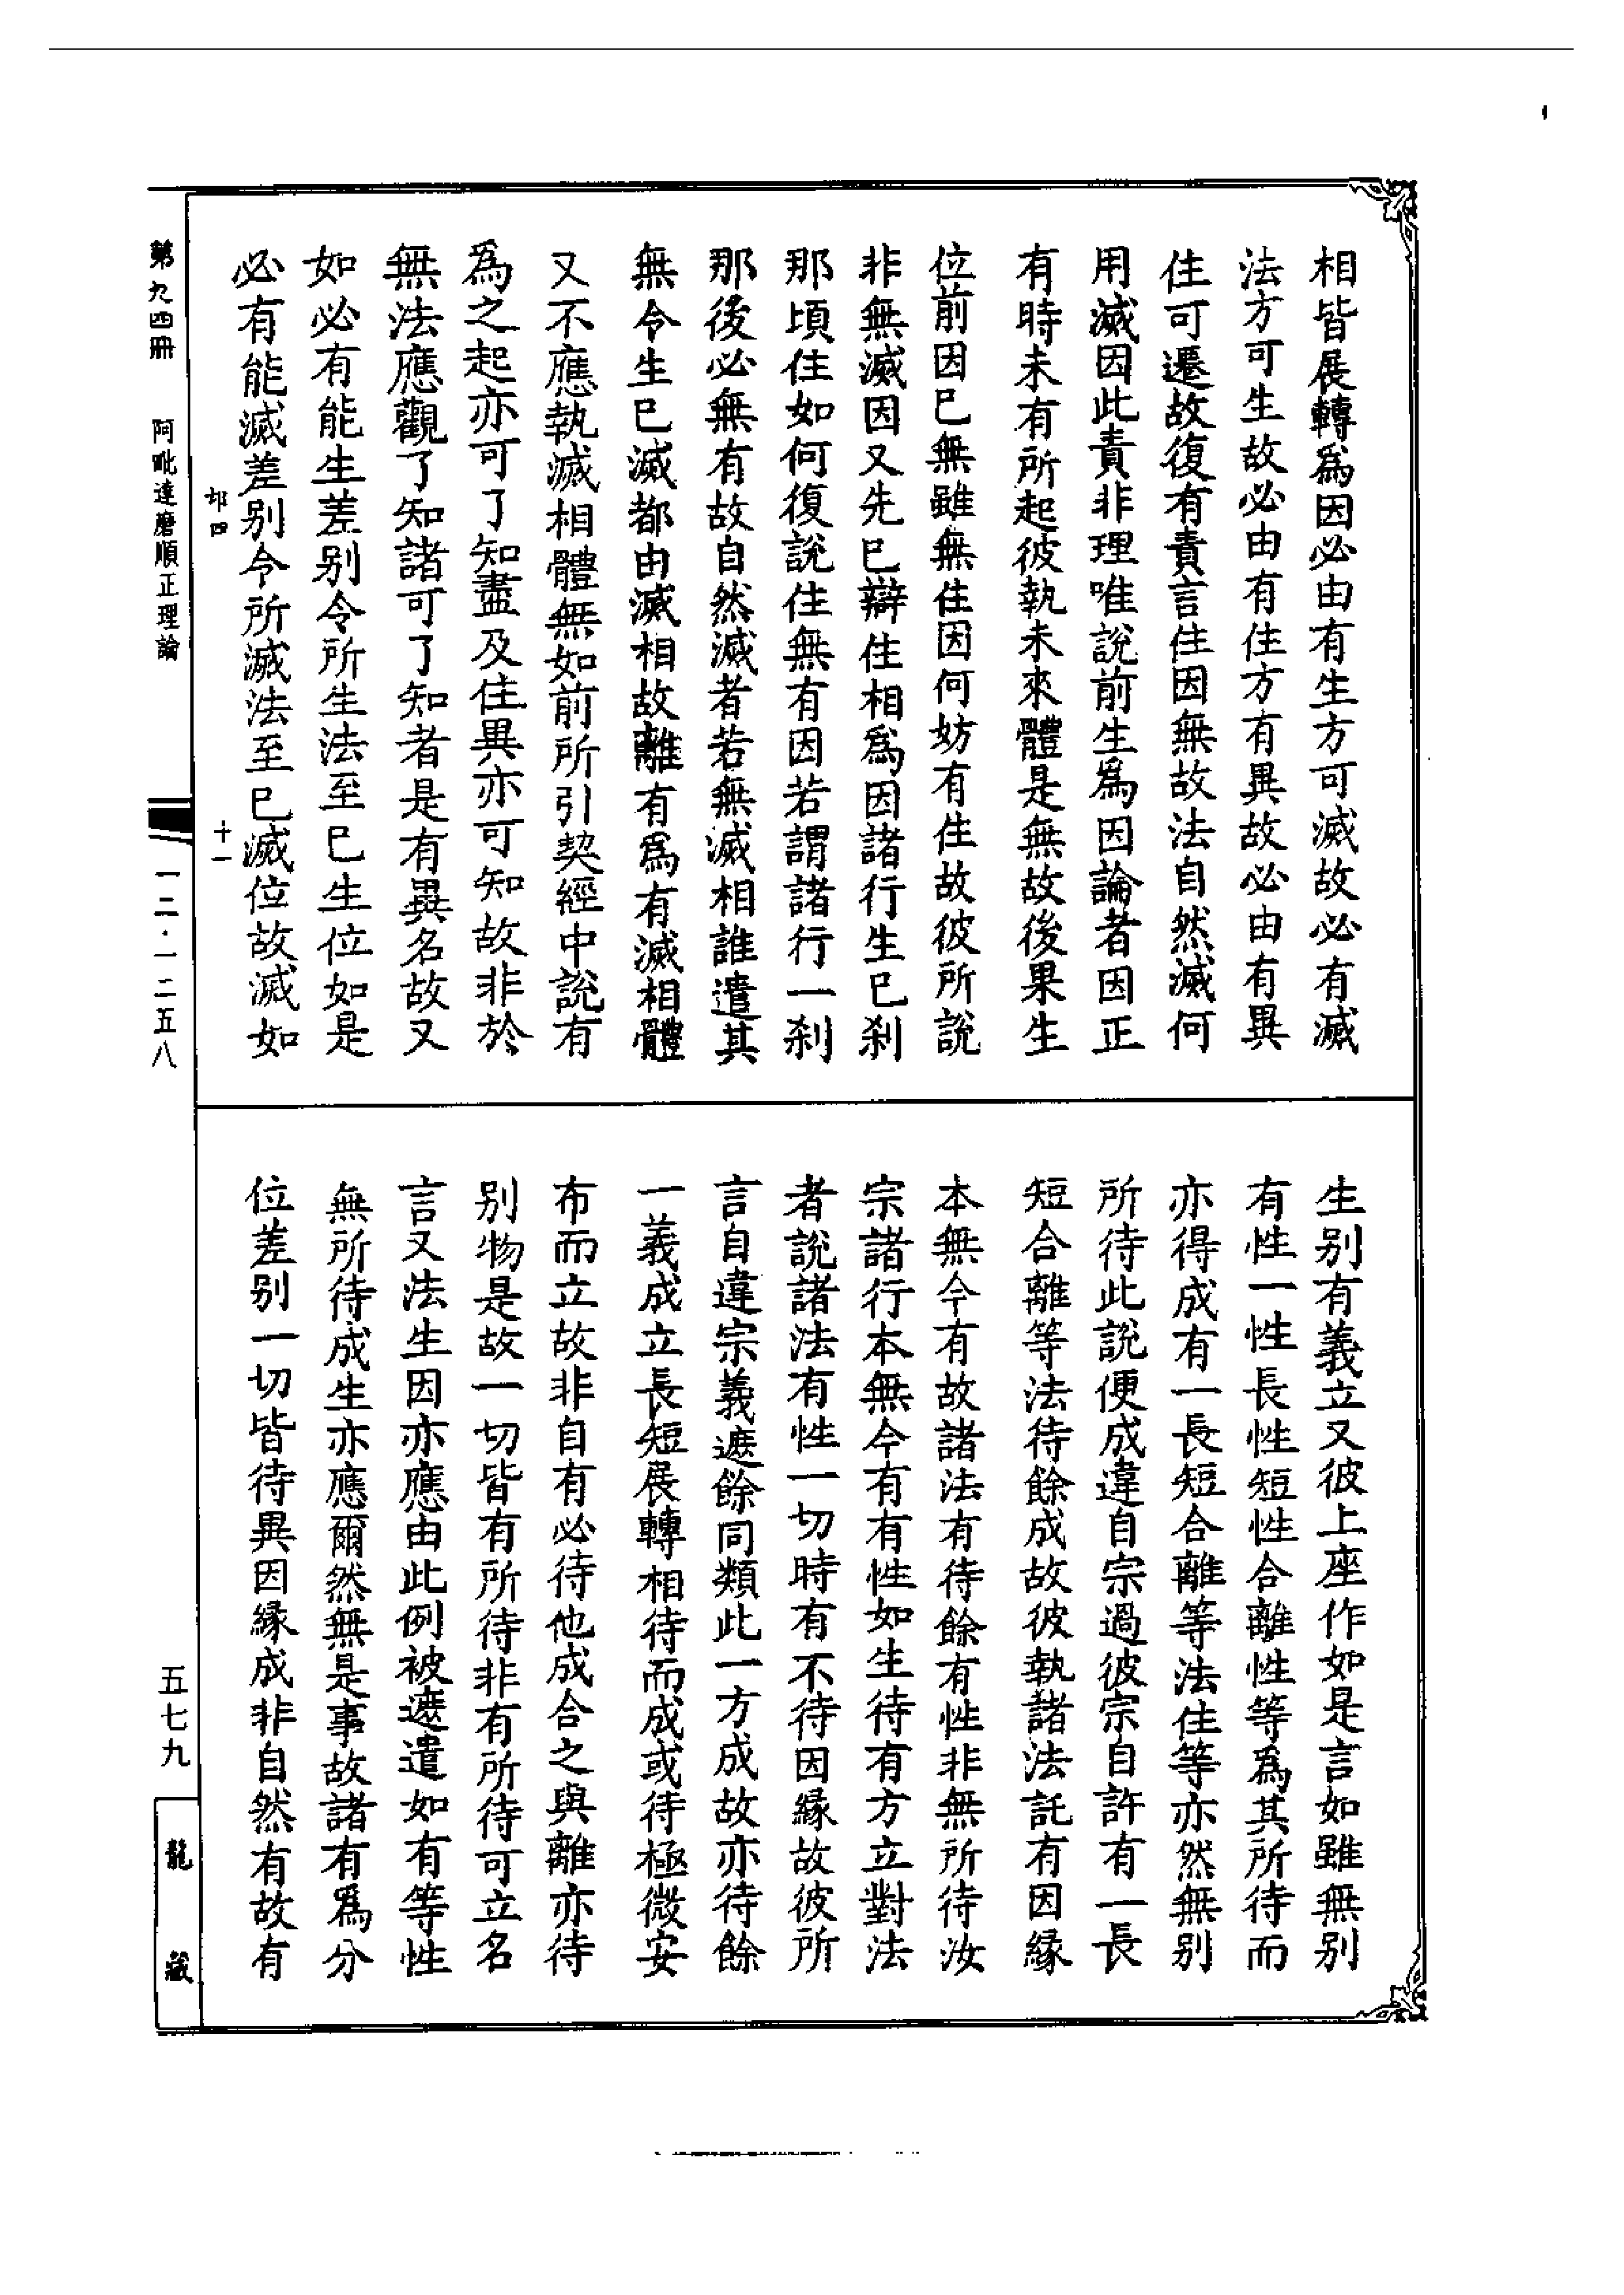 相皆展轉爲因必由有生方可滅故必有滅
法方可生故必由有住方有異故必由有異
住可遷故復有責言住因無故法自然滅何
用滅因此責非理唯說前生爲因論者因正
有時未有所起彼執未來體是無故後果生
位前因已無雖無住因何妨有住故彼所說
非無滅因又先已辯住相爲因諸行生已剎
那頃住如何復說住無有因若謂諸行一剎
那後必無有故自然滅者若無滅相誰遣其
無令生已滅都由滅相故離有爲有滅相體
又不應執滅相體無如前所引契經中說有
爲之起亦可了知盡及住異亦可知故非於
無法應觀了知諸可了知者是有異名故又
如必有能生差别令所生法至已生位如是
必有能滅差别令所滅法至已滅位故滅如
生别有義立又彼上座作如是言如雖無别
有性一性長性短性合離性等爲其所待而
亦得成有一長短合離等法住等亦然無别
所待此說便成違自宗過彼宗自許有一長
短合離等法待餘成故彼執諸法託有因緣
本無今有故諸法有待餘有性非無所待汝
宗諸行本無今有有性如生待有方立對法
者說諸法有性一切時有不待因緣故彼所
言自違宗義遮餘同類此一方成故亦待餘
一義成立長短展轉相待而成或待極微安
布而立故非自有必待他成合之與離亦待
别物是故一切皆有所待非有所待可立名
言又法生因亦應由此例被遮遣如有等性
無所待成生亦應爾然無是事故諸有爲分
位差别一切皆待異因緣成非自然有故有
卭四
十一
第九四冊　阿毗達磨順正理論
一二·一二五八
五七九
龍藏